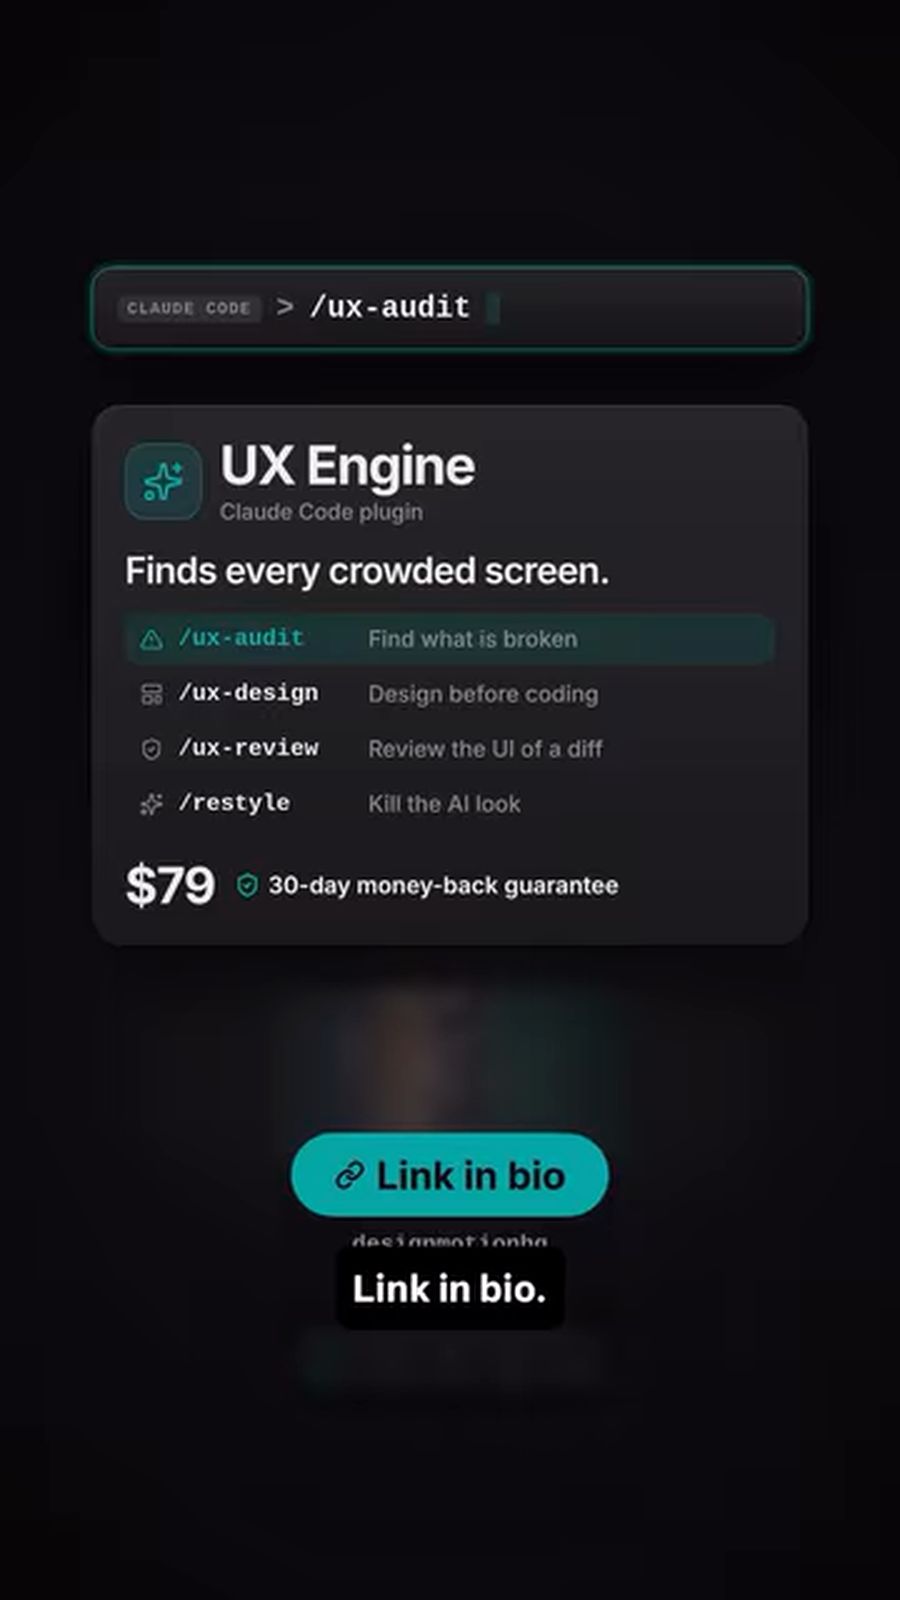 CLAUDE CODE > /ux-audit
UX Engine
Claude Code plugin
Finds every crowded screen.
/ux-audit Find what is broken
/ux-design Design before coding
/ux-review Review the UI of a diff
/restyle Kill the AI look
$79 30-day money-back guarantee
Link in bio
designmotionhq
Link in bio.